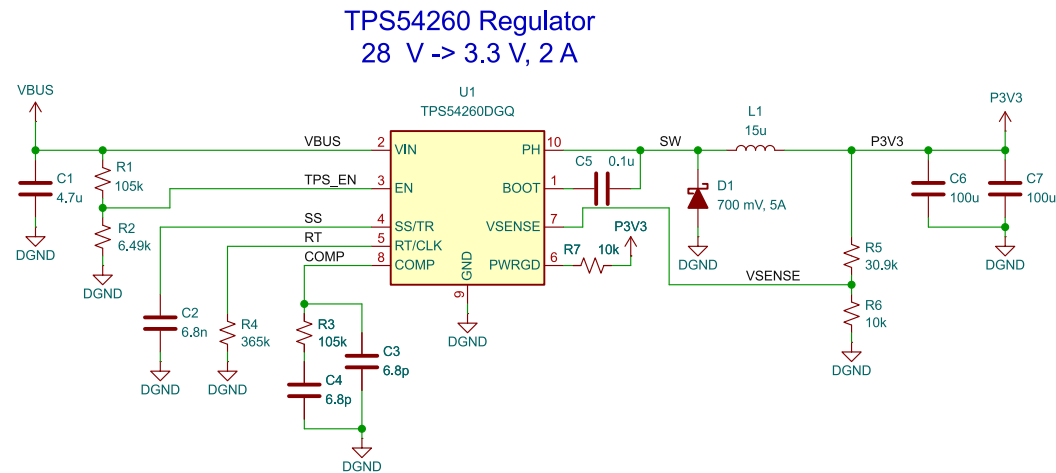 TPS54260 Regulator
28 V -> 3.3 V, 2 A
VBUS
U1
TPS54260DGQ
L1
15u
P3V3
VBUS
2
VIN
PH
10
SW
P3V3
C1
4.7u
R1
105k
TPS_EN
3
EN
BOOT
1
C5
0.1u
D1
700 mV, 5A
C6
100u
C7
100u
R2
6.49k
SS
4
SS/TR
VSENSE
7
P3V3
RT
5
RT/CLK
R7
10k
COMP
8
COMP
GND
PWRGD
6
9
R5
30.9k
VSENSE
R6
10k
DGND
DGND
DGND
DGND
DGND
DGND
C2
6.8n
R4
365k
R3
105k
C3
6.8p
C4
6.8p
DGND
DGND
DGND